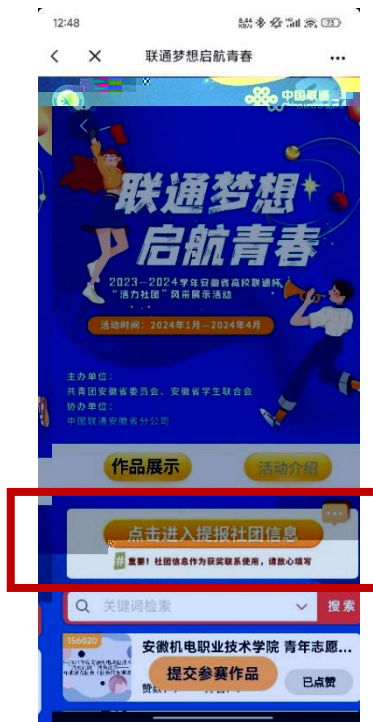 12:48
8.44 KB/s 73
联通梦想启航青春
中国联通
联通梦想
启航青春
2023—2024学年安徽省高校联通杯
“活力社团”风采展示活动
活动时间：2024年1月—2024年4月
主办单位：
共青团安徽省委员会、安徽省学生联合会
协办单位：
中国联通安徽省分公司
作品展示 活动介绍
点击进入提报社团信息
# 重要！社团信息作为获奖联系使用，请放心填写
关键词检索 搜索
156020
安徽机电职业技术学院 青年志愿...
提交参赛作品
已点赞